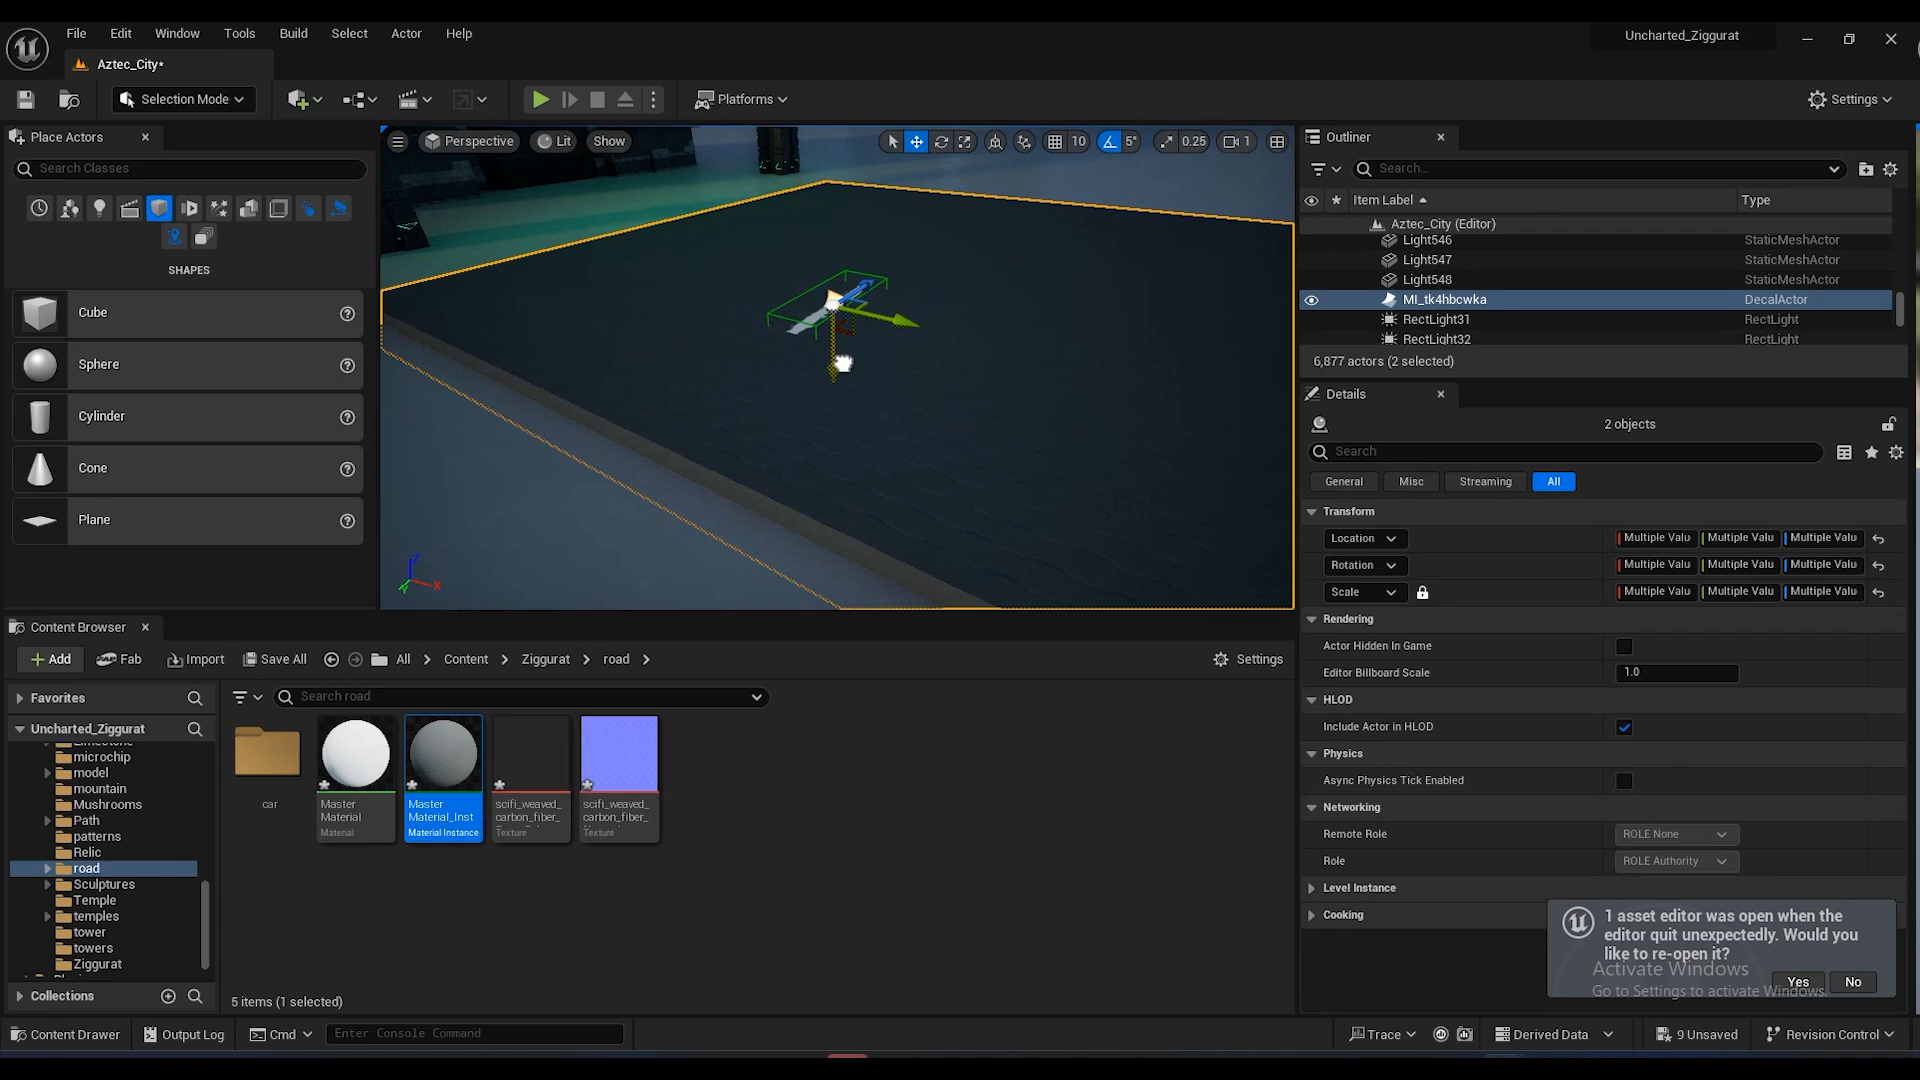 File Edit Window Tools Build Select Actor Help
Uncharted_Ziggurat
Aztec_City*
Selection Mode
Platforms
Settings
Place Actors
Search Classes
SHAPES
Cube
Sphere
Cylinder
Cone
Plane
Perspective Lit Show
10 5° 0.25 1
Outliner
Search...
Item Label Type
Aztec_City (Editor)
Light546 StaticMeshActor
Light547 StaticMeshActor
Light548 StaticMeshActor
MI_tk4hbcwka DecalActor
RectLight31 RectLight
RectLight32 RectLight
6,877 actors (2 selected)
Details
2 objects
Search
General Misc Streaming All
Transform
Location Multiple Valu Multiple Valu Multiple Valu
Rotation Multiple Valu Multiple Valu Multiple Valu
Scale Multiple Valu Multiple Valu Multiple Valu
Rendering
Actor Hidden In Game
Editor Billboard Scale 1.0
HLOD
Include Actor in HLOD
Physics
Async Physics Tick Enabled
Networking
Remote Role ROLE None
Role ROLE Authority
Level Instance
Cooking
1 asset editor was open when the
editor quit unexpectedly. Would you
like to re-open it?
Yes No
Activate Windows
Go to Settings to activate Windows.
Z X Y
Content Browser
Add Fab Import Save All All Content Ziggurat road Settings
Favorites
Search road
Uncharted_Ziggurat
Limestone
microchip
model
mountain
Mushrooms
Path
patterns
Relic
road
Sculptures
Temple
temples
tower
towers
Ziggurat
Collections
car
Master
Material
Material
Master
Material_Inst
Material Instance
scifi_weaved_
carbon_fiber_
Texture
scifi_weaved_
carbon_fiber_
Texture
5 items (1 selected)
Content Drawer Output Log Cmd Enter Console Command
Trace Derived Data 9 Unsaved Revision Control